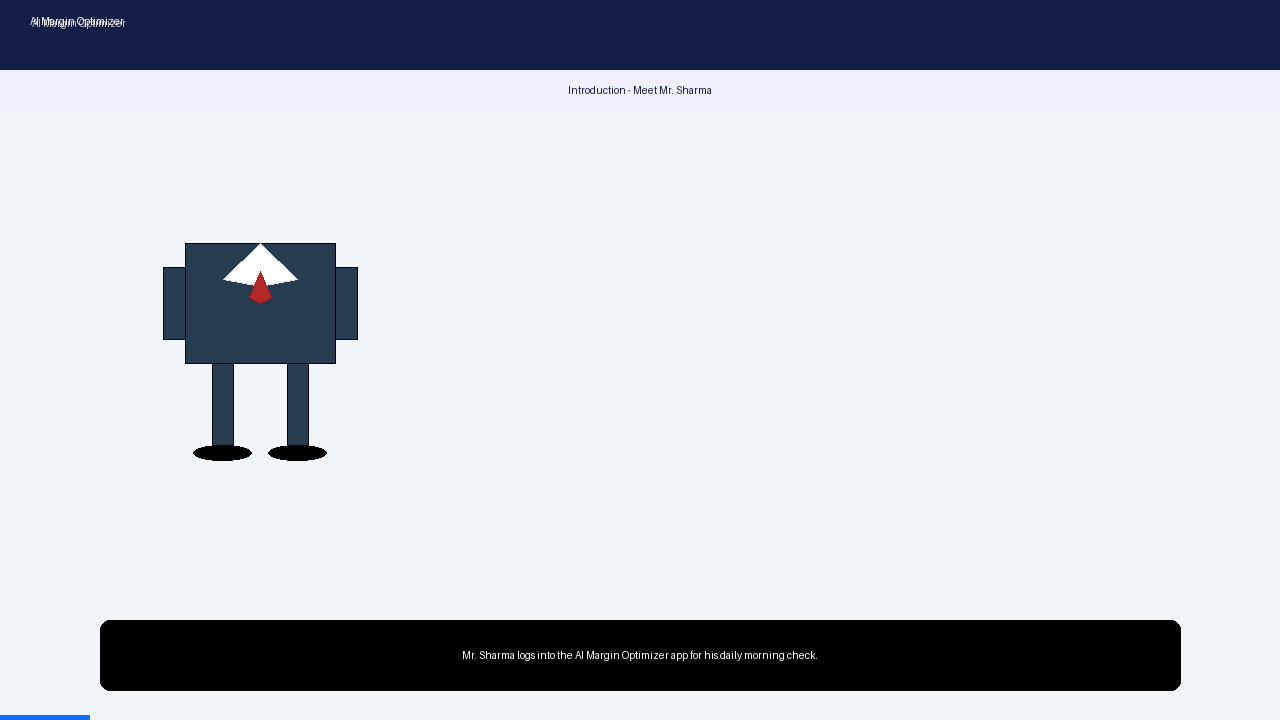 AI Margin Optimizer
Introduction - Meet Mr. Sharma
Mr. Sharma logs into the AI Margin Optimizer app for his daily morning check.